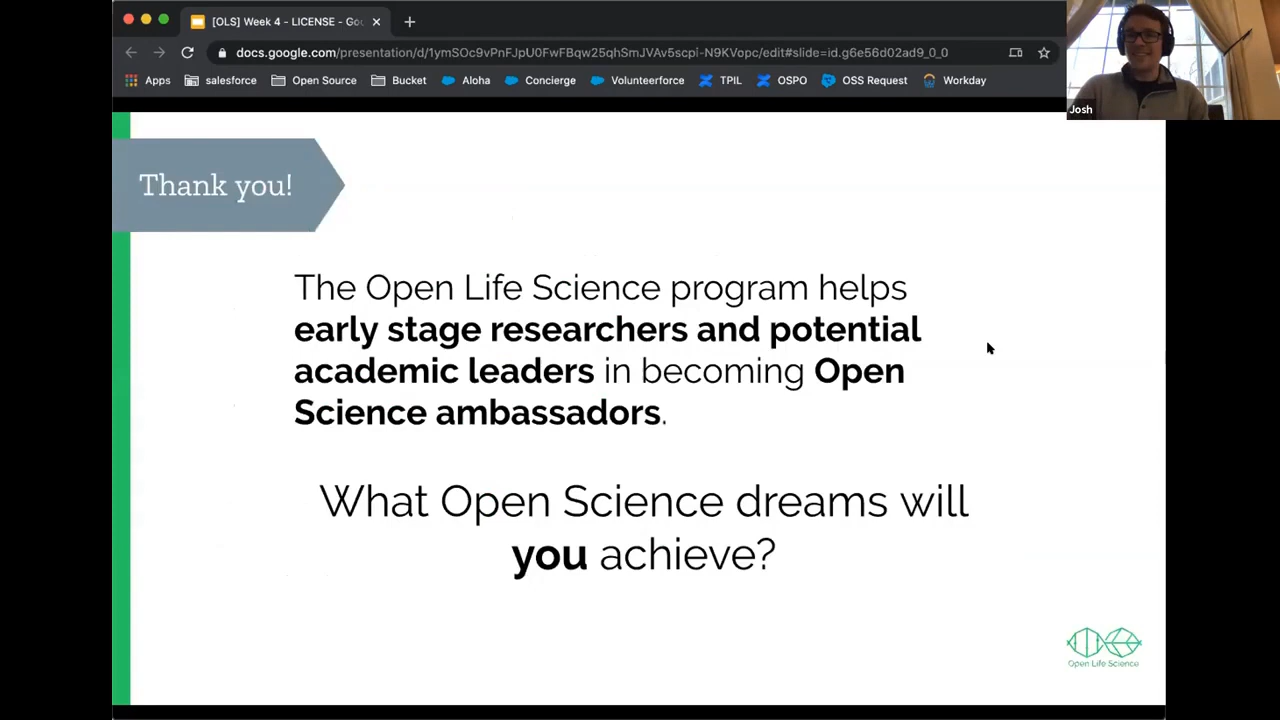 [OLS] Week 4 - LICENSE - Goo
docs.google.com/presentation/d/1ymSOc9vPnFJpU0FwFBqw25qhSmJVAv5scpi-N9KVopc/edit#slide=id.g6e56d02ad9_0_0
Apps salesforce Open Source Bucket Aloha Concierge Volunteerforce TPIL OSPO OSS Request Workday
Josh
Thank you!
The Open Life Science program helps
early stage researchers and potential
academic leaders in becoming Open
Science ambassadors.
What Open Science dreams will
you achieve?
Open Life Science